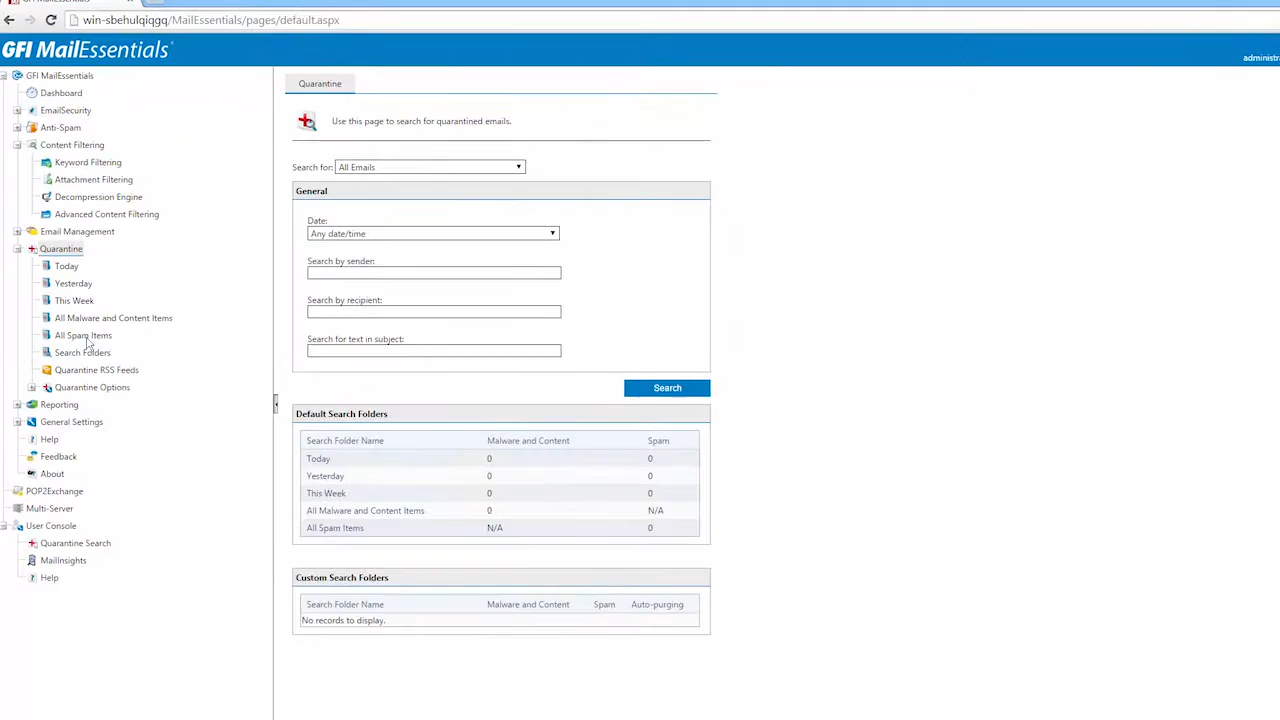 GFI MailEssentials
win-sbehulqiqgq/MailEssentials/pages/default.aspx
GFI MailEssentials
administra
GFI MailEssentials
Dashboard
EmailSecurity
Anti-Spam
Content Filtering
Keyword Filtering
Attachment Filtering
Decompression Engine
Advanced Content Filtering
Email Management
Quarantine
Today
Yesterday
This Week
All Malware and Content Items
All Spam Items
Search Folders
Quarantine RSS Feeds
Quarantine Options
Reporting
General Settings
Help
Feedback
About
POP2Exchange
Multi-Server
User Console
Quarantine Search
MailInsights
Help
Quarantine
Use this page to search for quarantined emails.
Search for: All Emails
General
Date:
Any date/time
Search by sender:
Search by recipient:
Search for text in subject:
Search
Default Search Folders
Search Folder Name Malware and Content Spam
Today 0 0
Yesterday 0 0
This Week 0 0
All Malware and Content Items 0 N/A
All Spam Items N/A 0
Custom Search Folders
Search Folder Name Malware and Content Spam Auto-purging
No records to display.